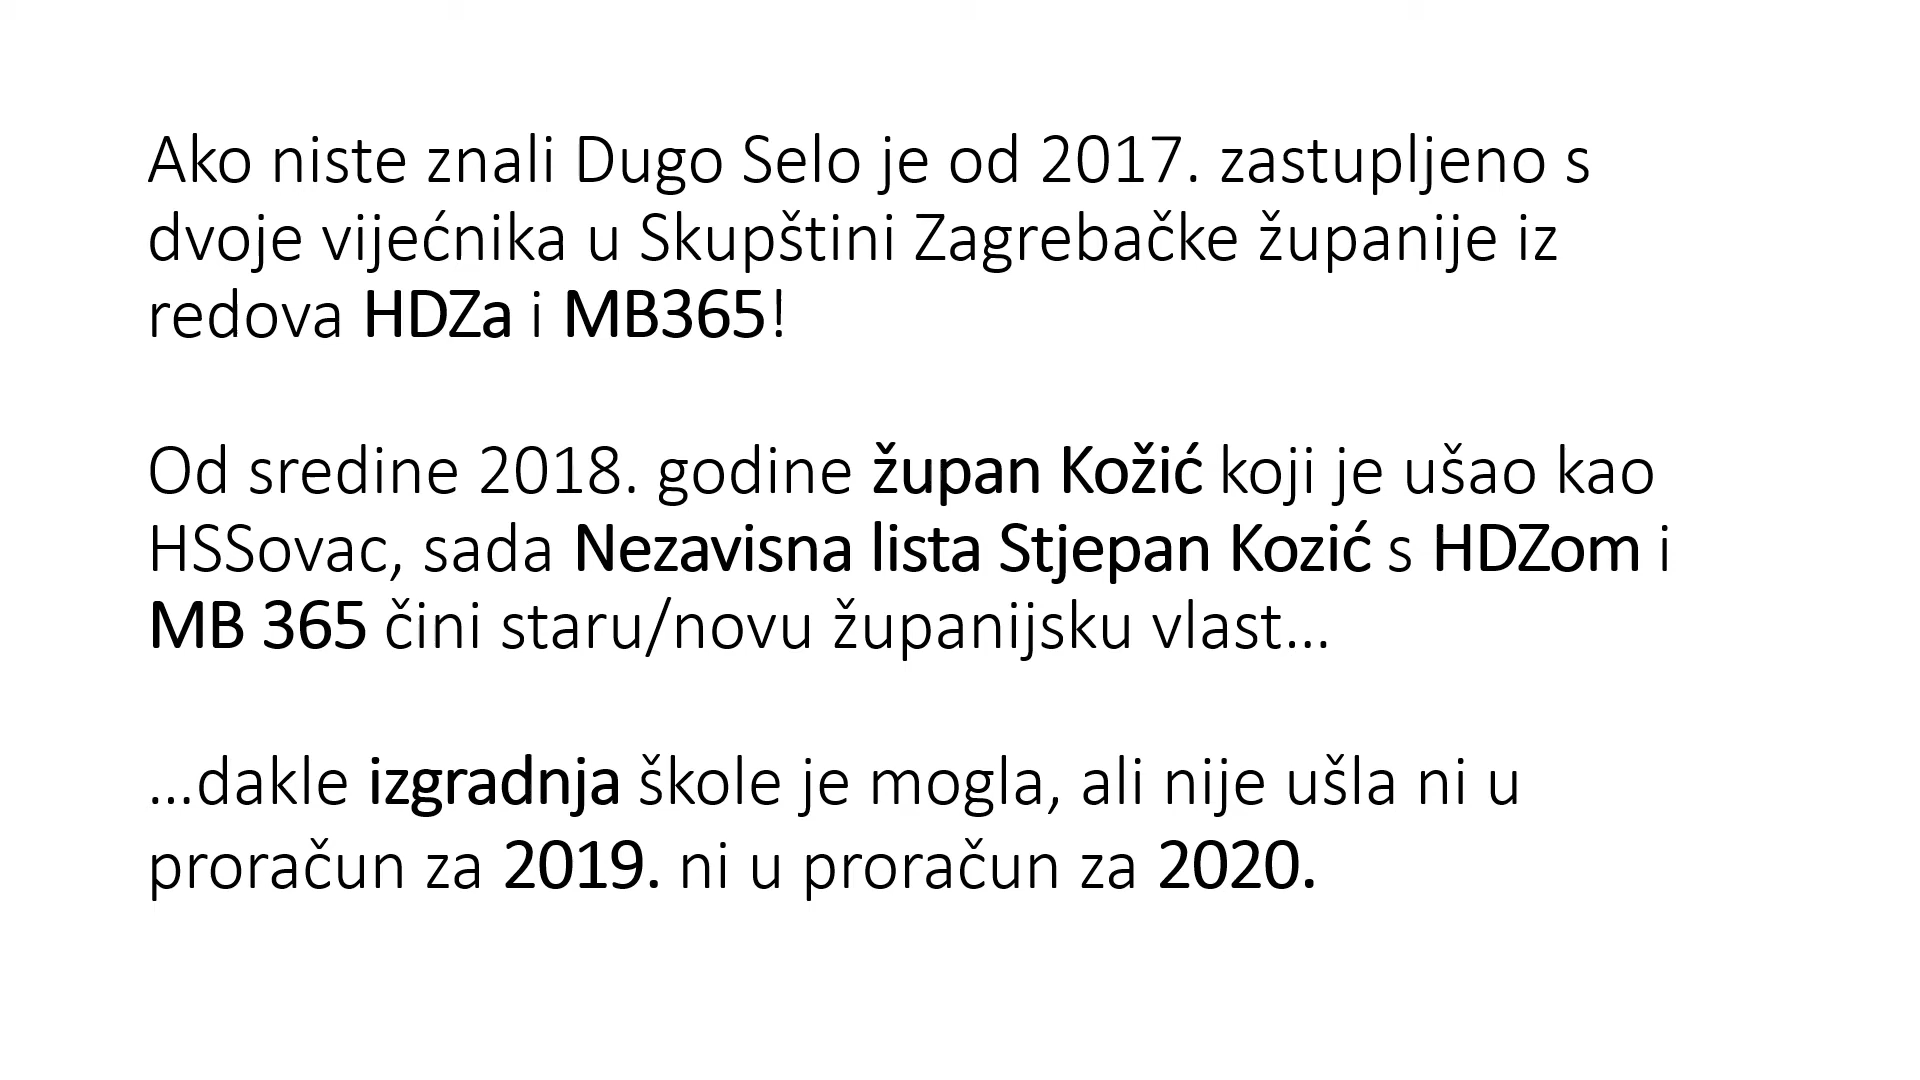 Ako niste znali Dugo Selo je od 2017. zastupljeno s
dvoje vijećnika u Skupštini Zagrebačke županije iz
redova HDZa i MB365!
Od sredine 2018. godine župan Kožić koji je ušao kao
HSSovac, sada Nezavisna lista Stjepan Kozić s HDZom i
MB 365 čini staru/novu županijsku vlast...
...dakle izgradnja škole je mogla, ali nije ušla ni u
proračun za 2019. ni u proračun za 2020.